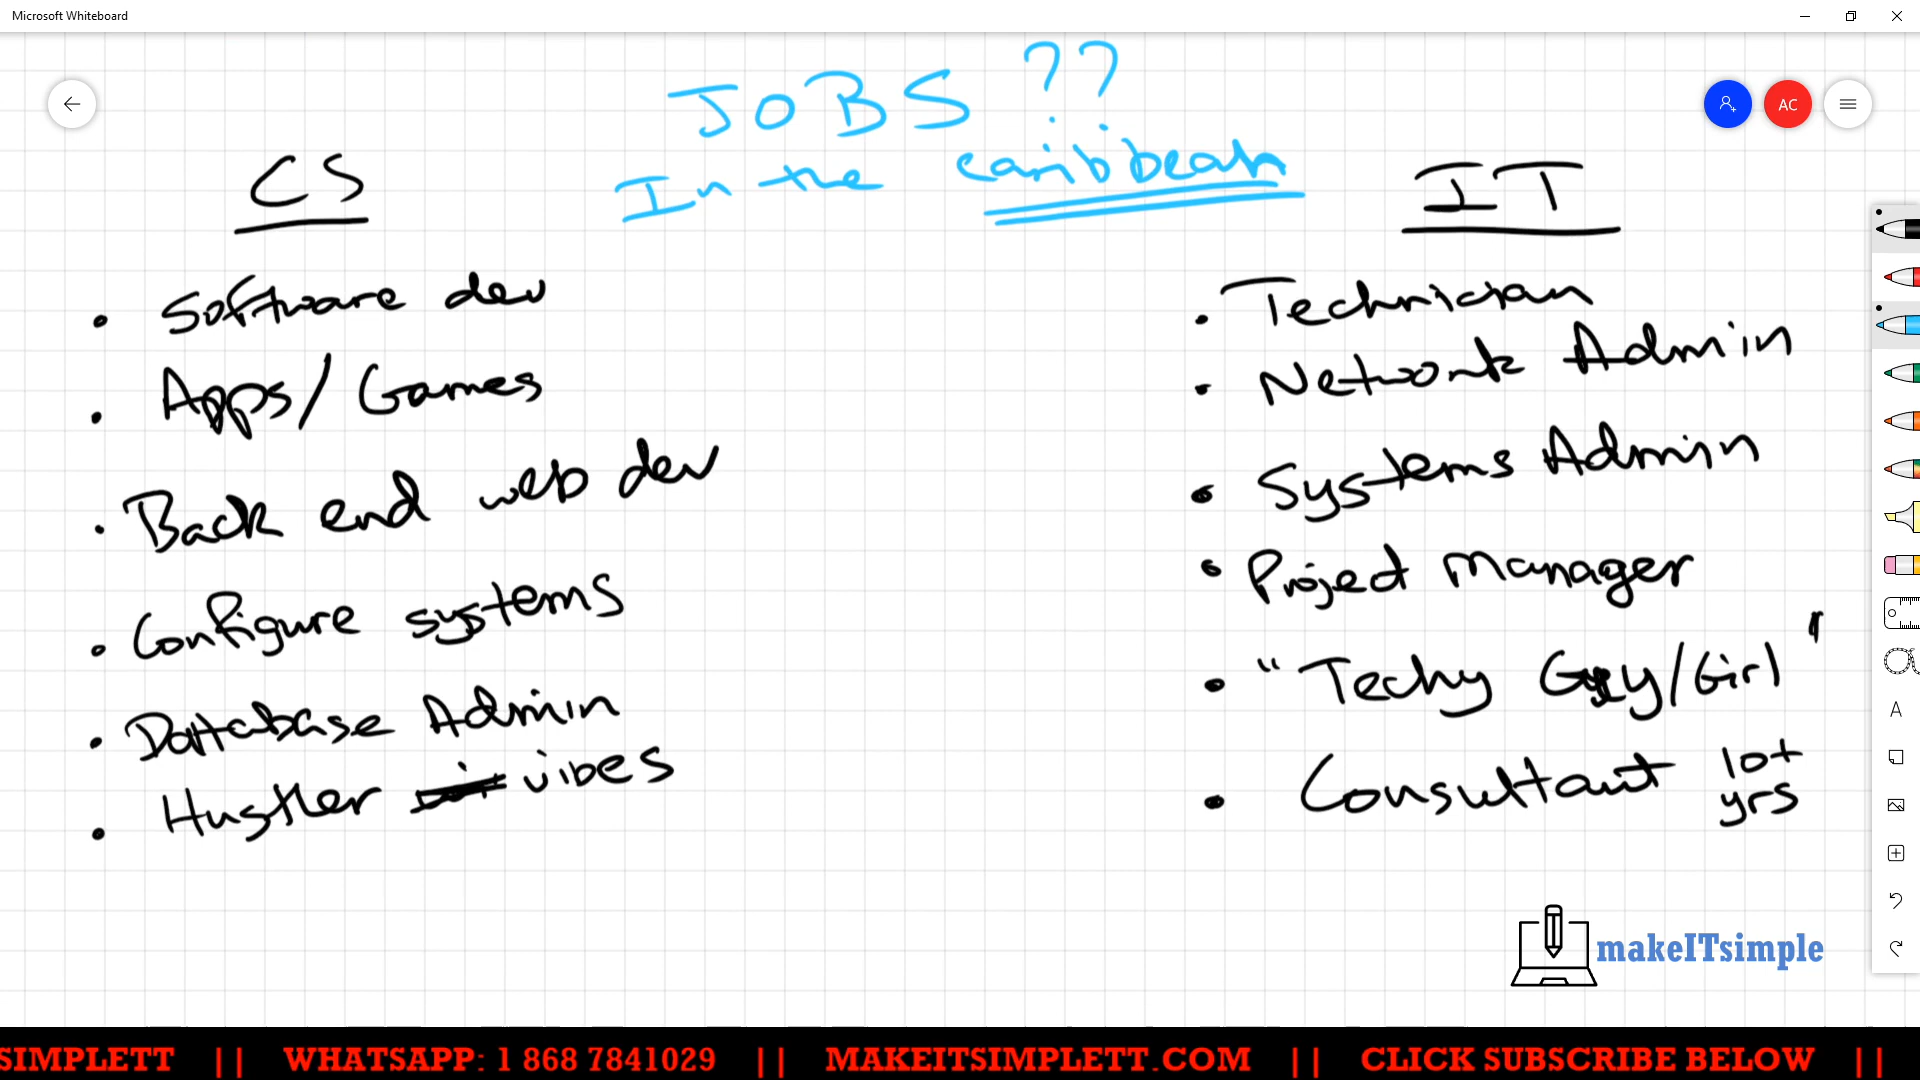 Microsoft Whiteboard
JOBS ??
In the caribbean
AC
CS
• Software dev
• Apps/Games
• Back end web dev
• Configure systems
• Database Admin
• Hustler vibes
IT
• Technician
• Network Admin
• Systems Admin
• Project Manager
• "Techy Guy/Girl"
• Consultant 10+ yrs
A
makeITsimple
SIMPLETT || WHATSAPP: 1 868 7841029 || MAKEITSIMPLETT.COM || CLICK SUBSCRIBE BELOW ||